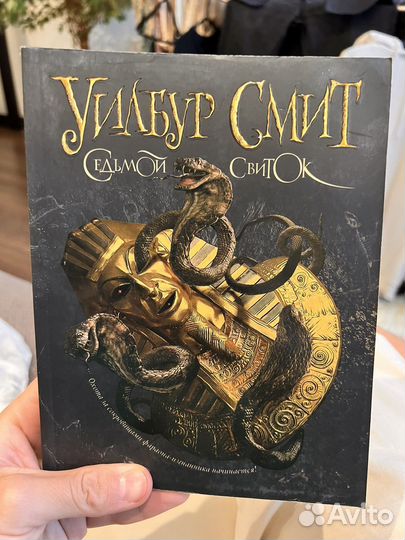 Уилбур Смит
Седьмой Свиток
Охота за сокровищами фараона-изгнанника начинается!
Avito